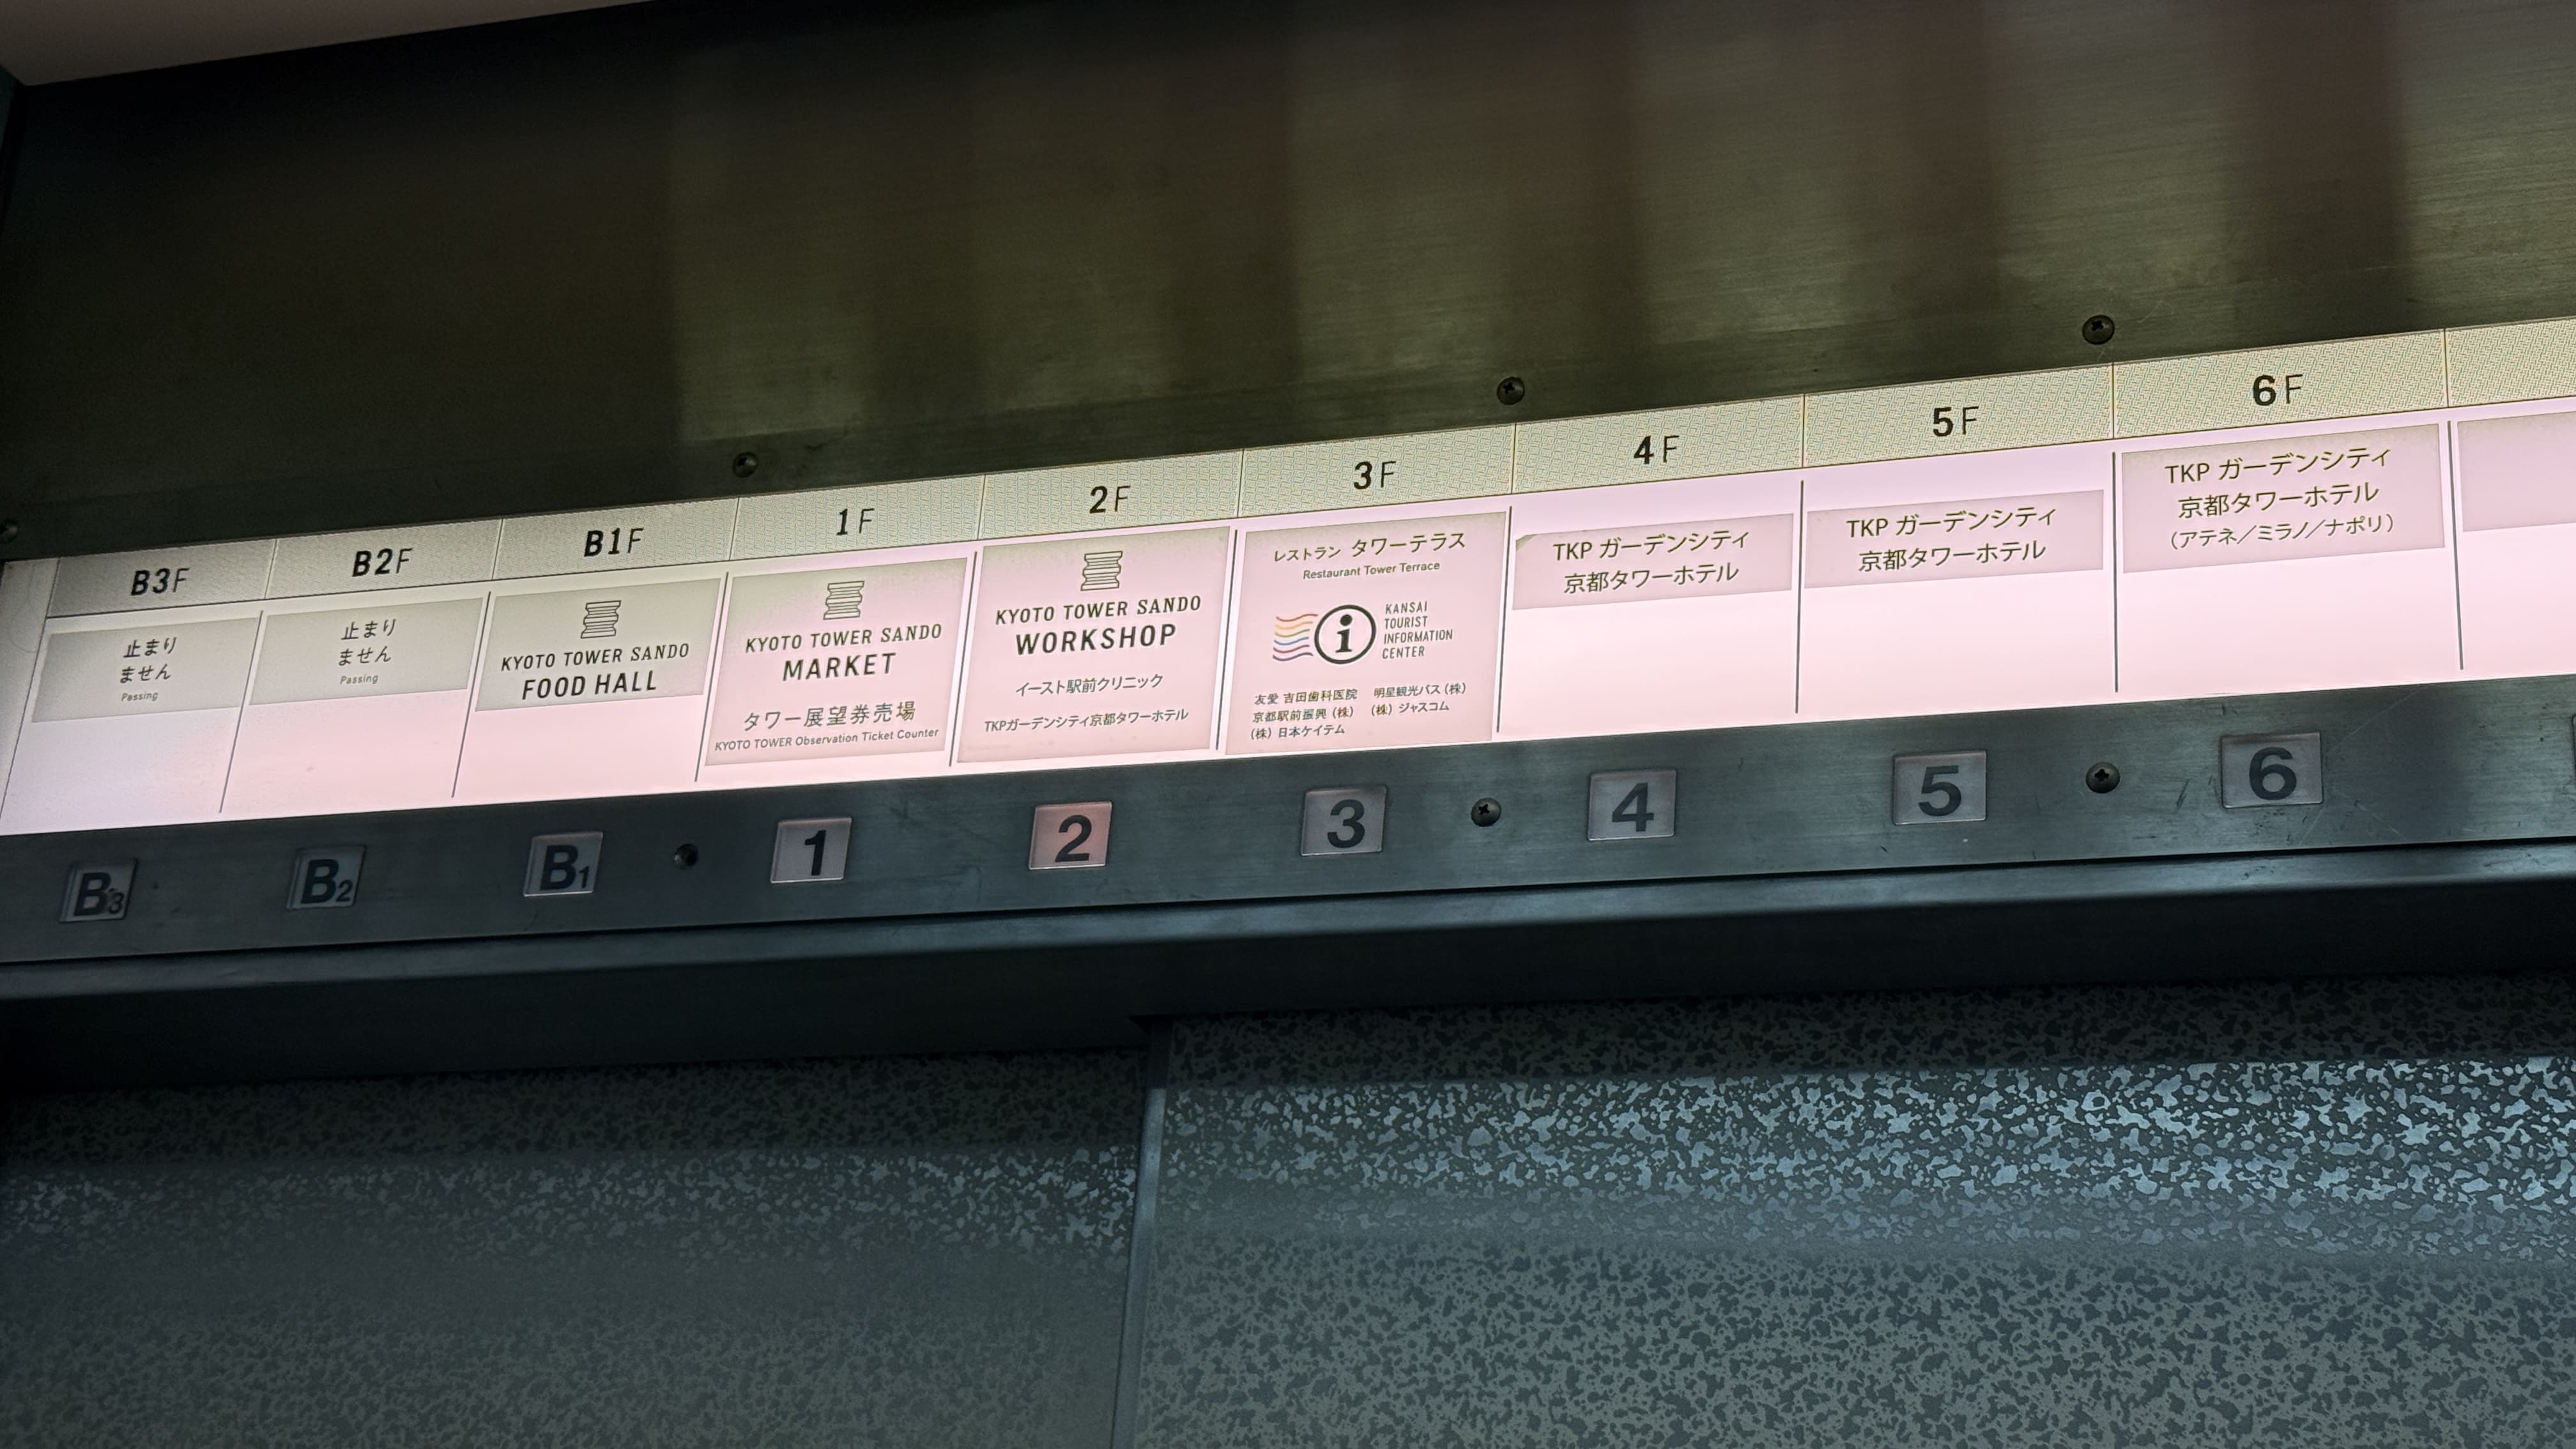 B3F
止まり
ません
Passing
B2F
止まり
ません
Passing
B1F
KYOTO TOWER SANDO
FOOD HALL
1F
KYOTO TOWER SANDO
MARKET
タワー展望券売場
KYOTO TOWER Observation Ticket Counter
2F
KYOTO TOWER SANDO
WORKSHOP
イースト駅前クリニック
TKPガーデンシティ京都タワーホテル
3F
レストラン タワーテラス
Restaurant Tower Terrace
i
KANSAI
TOURIST
INFORMATION
CENTER
友愛 吉田歯科医院 明星観光バス (株)
京都駅前振興 (株) (株) ジャスコム
(株) 日本ケイテム
4F
TKP ガーデンシティ
京都タワーホテル
5F
TKP ガーデンシティ
京都タワーホテル
6F
TKP ガーデンシティ
京都タワーホテル
(アテネ／ミラノ／ナポリ)
B3
B2
B1
1
2
3
4
5
6